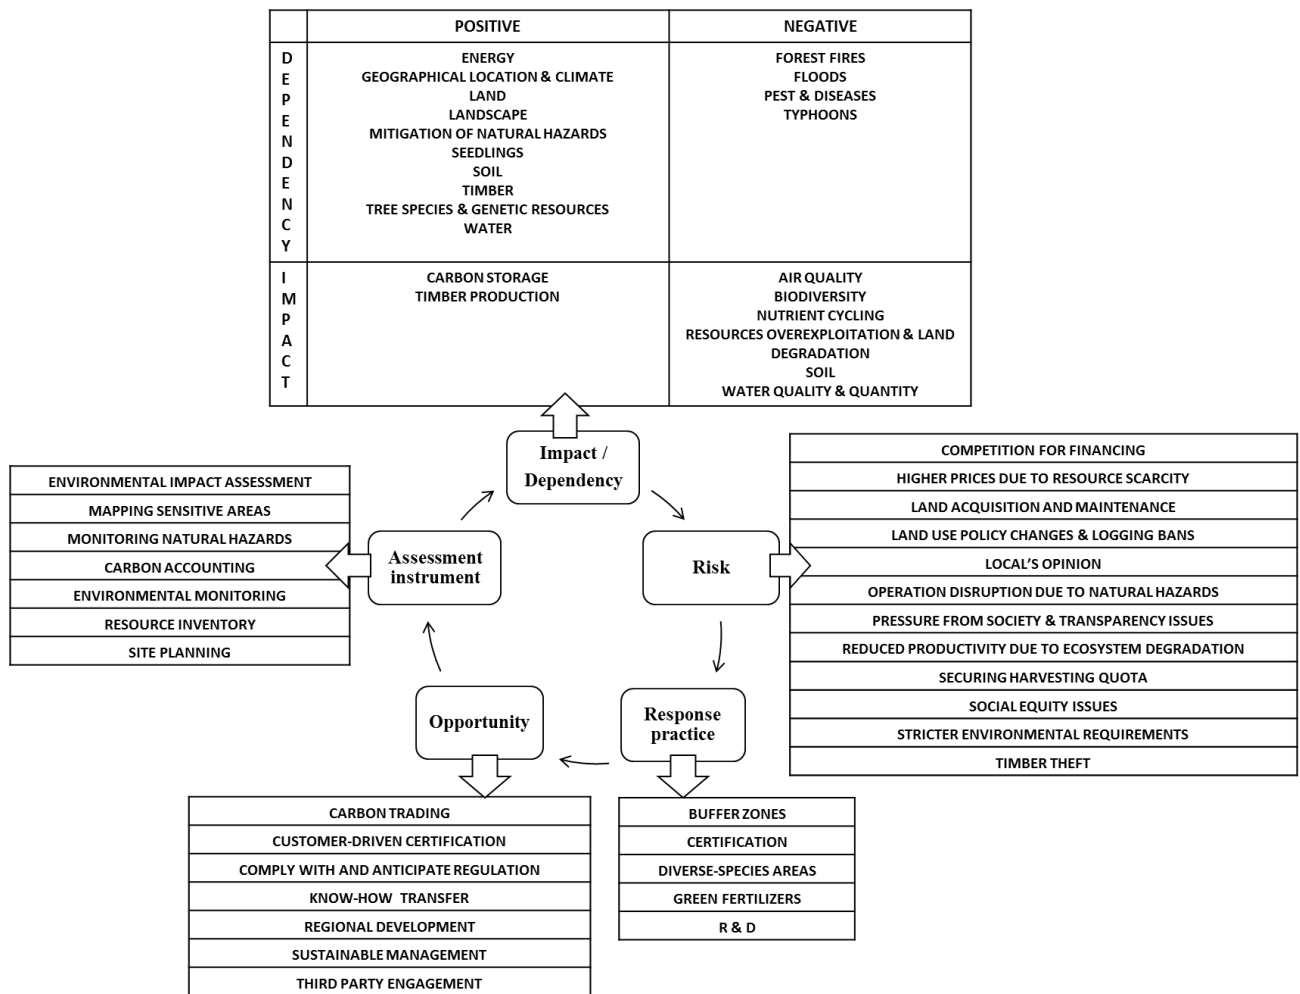 POSITIVE
NEGATIVE
DEPENDENCY
ENERGY
GEOGRAPHICAL LOCATION & CLIMATE
LAND
LANDSCAPE
MITIGATION OF NATURAL HAZARDS
SEEDLINGS
SOIL
TIMBER
TREE SPECIES & GENETIC RESOURCES
WATER
FOREST FIRES
FLOODS
PEST & DISEASES
TYPHOONS
IMPACT
CARBON STORAGE
TIMBER PRODUCTION
AIR QUALITY
BIODIVERSITY
NUTRIENT CYCLING
RESOURCES OVEREXPLOITATION & LAND
DEGRADATION
SOIL
WATER QUALITY & QUANTITY
Impact /
Dependency
Risk
COMPETITION FOR FINANCING
HIGHER PRICES DUE TO RESOURCE SCARCITY
LAND ACQUISITION AND MAINTENANCE
LAND USE POLICY CHANGES & LOGGING BANS
LOCAL'S OPINION
OPERATION DISRUPTION DUE TO NATURAL HAZARDS
PRESSURE FROM SOCIETY & TRANSPARENCY ISSUES
REDUCED PRODUCTIVITY DUE TO ECOSYSTEM DEGRADATION
SECURING HARVESTING QUOTA
SOCIAL EQUITY ISSUES
STRICTER ENVIRONMENTAL REQUIREMENTS
TIMBER THEFT
Response
practice
BUFFER ZONES
CERTIFICATION
DIVERSE-SPECIES AREAS
GREEN FERTILIZERS
R & D
Opportunity
CARBON TRADING
CUSTOMER-DRIVEN CERTIFICATION
COMPLY WITH AND ANTICIPATE REGULATION
KNOW-HOW TRANSFER
REGIONAL DEVELOPMENT
SUSTAINABLE MANAGEMENT
THIRD PARTY ENGAGEMENT
Assessment
instrument
ENVIRONMENTAL IMPACT ASSESSMENT
MAPPING SENSITIVE AREAS
MONITORING NATURAL HAZARDS
CARBON ACCOUNTING
ENVIRONMENTAL MONITORING
RESOURCE INVENTORY
SITE PLANNING